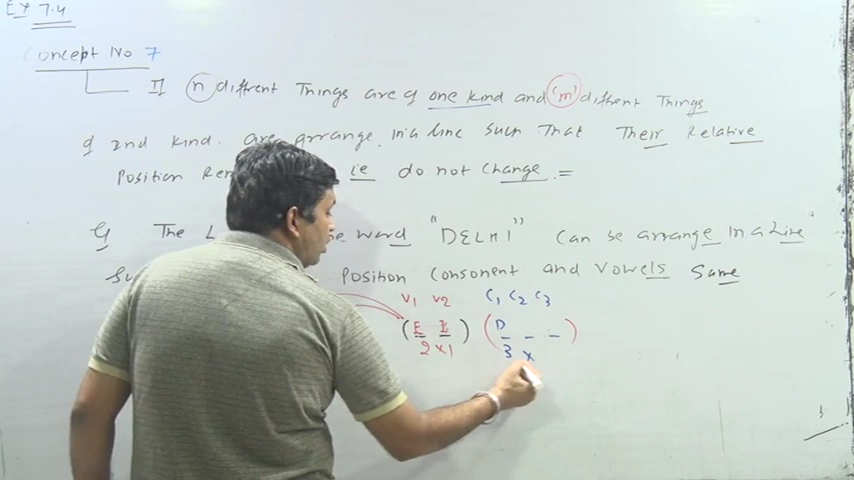 Ex 7.4
Concept No 7
If n different Things are of one kind and 'm' different Things
of 2nd kind. are arrange in a line such That Their Relative
Position ie do not change . =
The word "DELHI" can be arrange in a Line
Position consonent and vowels same
V1 V2 C1 C2 C3
( E I ) ( D _ _ )
2 x 1 3 x